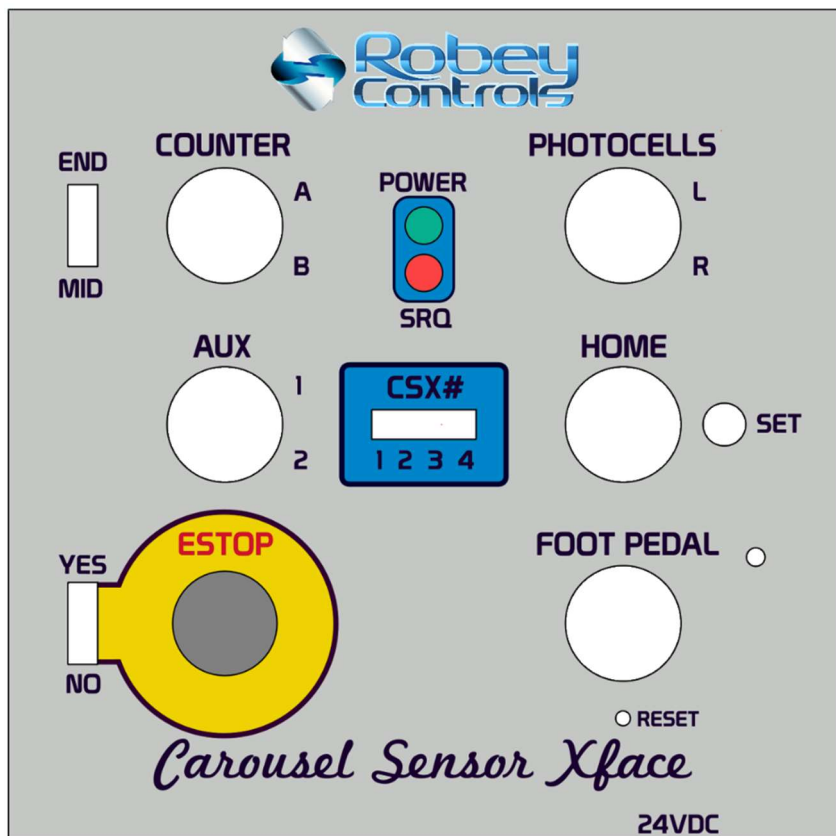 Robey
Controls
COUNTER
PHOTOCELLS
END
A
POWER
L
B
R
MID
SRQ
AUX
HOME
1
CSX#
SET
2
1 2 3 4
ESTOP
FOOT PEDAL
YES
NO
RESET
Carousel Sensor Xface
24VDC